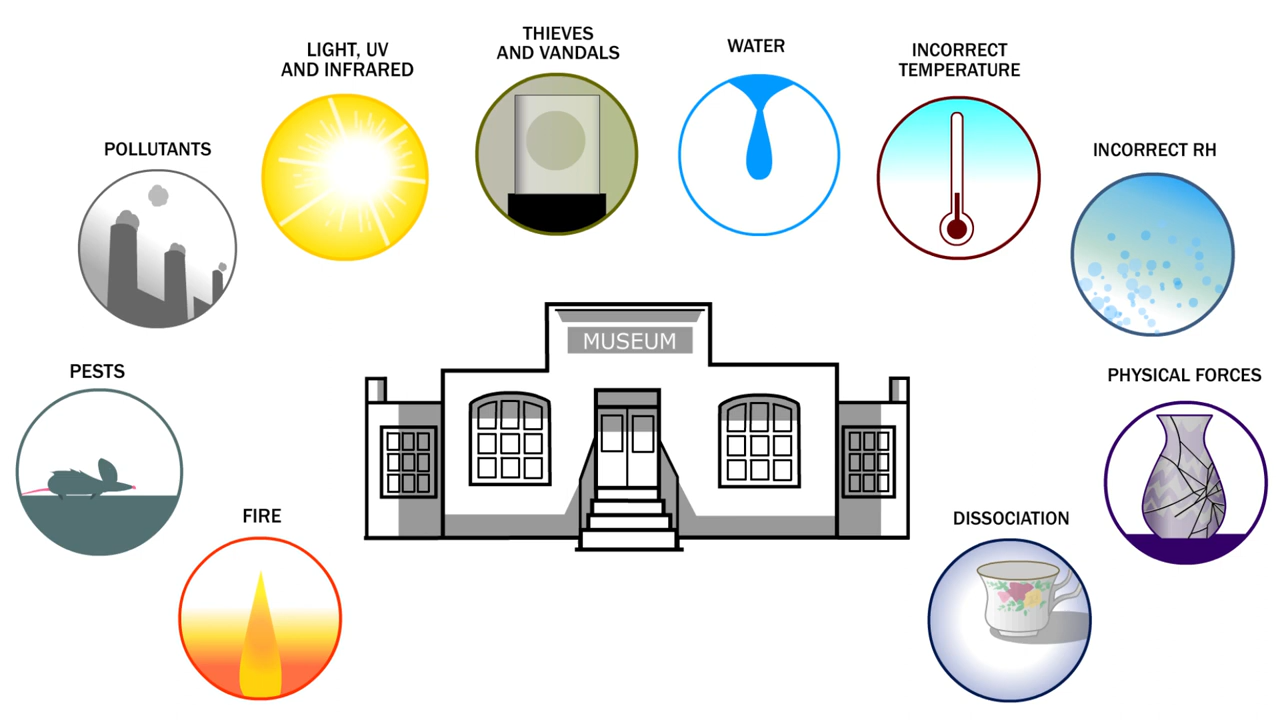 THIEVES
AND VANDALS
LIGHT, UV
AND INFRARED
WATER
INCORRECT
TEMPERATURE
POLLUTANTS
INCORRECT RH
MUSEUM
PESTS
PHYSICAL FORCES
FIRE
DISSOCIATION